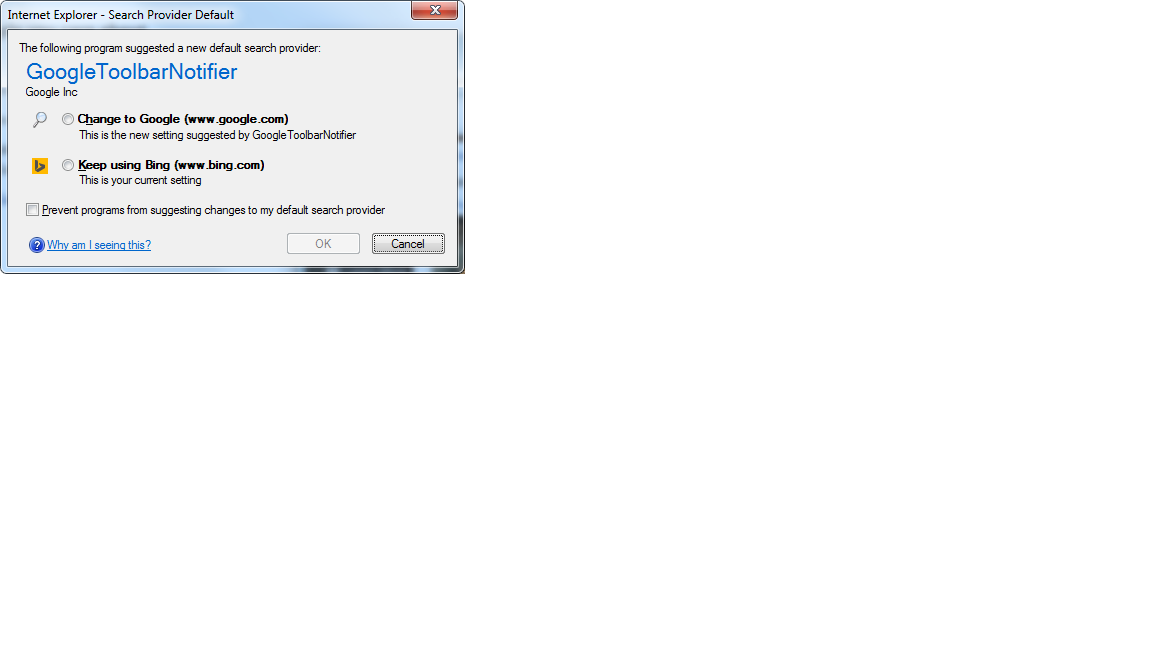 Internet Explorer - Search Provider Default
The following program suggested a new default search provider:
GoogleToolbarNotifier
Google Inc
Change to Google (www.google.com)
This is the new setting suggested by GoogleToolbarNotifier
Keep using Bing (www.bing.com)
This is your current setting
Prevent programs from suggesting changes to my default search provider
Why am I seeing this?
OK
Cancel